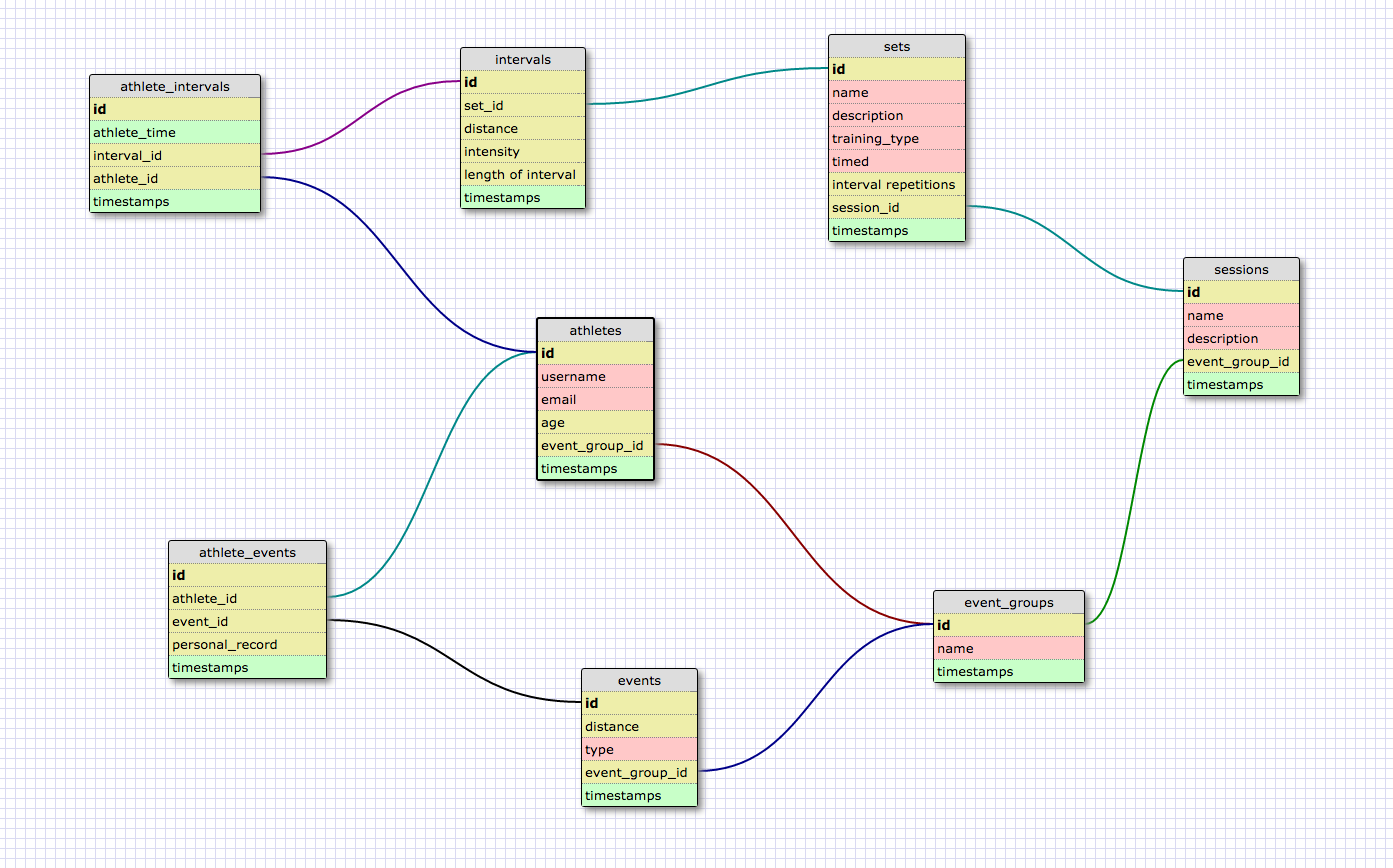 athlete_intervals
id
athlete_time
interval_id
athlete_id
timestamps
intervals
id
set_id
distance
intensity
length of interval
timestamps
sets
id
name
description
training_type
timed
interval repetitions
session_id
timestamps
sessions
id
name
description
event_group_id
timestamps
athletes
id
username
email
age
event_group_id
timestamps
athlete_events
id
athlete_id
event_id
personal_record
timestamps
events
id
distance
type
event_group_id
timestamps
event_groups
id
name
timestamps